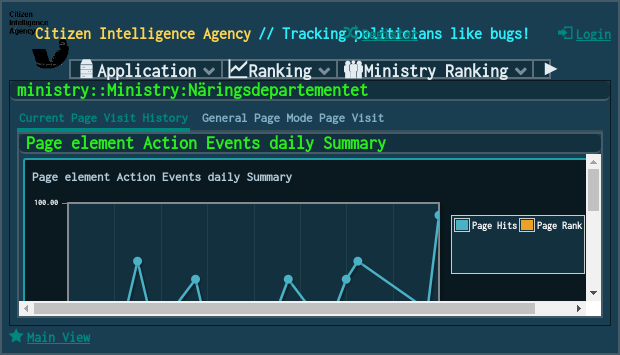 Citizen
Intelligence
Agency
Citizen Intelligence Agency // Tracking politicians like bugs!
Login
Application
Ranking
Ministry Ranking
ministry::Ministry:Näringsdepartementet
Current Page Visit History
General Page Mode Page Visit
Page element Action Events daily Summary
Page element Action Events daily Summary
100.00
Page Hits
Page Rank
Main View